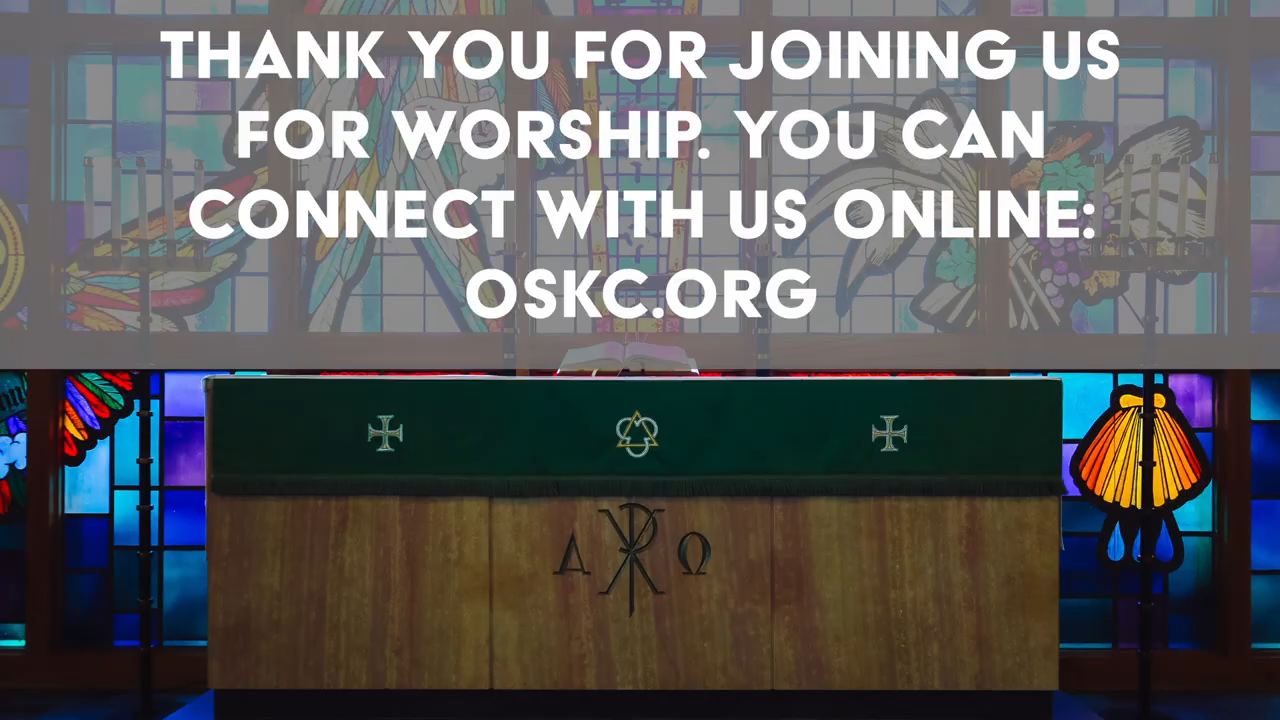 THANK YOU FOR JOINING US
FOR WORSHIP. YOU CAN
CONNECT WITH US ONLINE:
OSKC.ORG
Α ☧ Ω